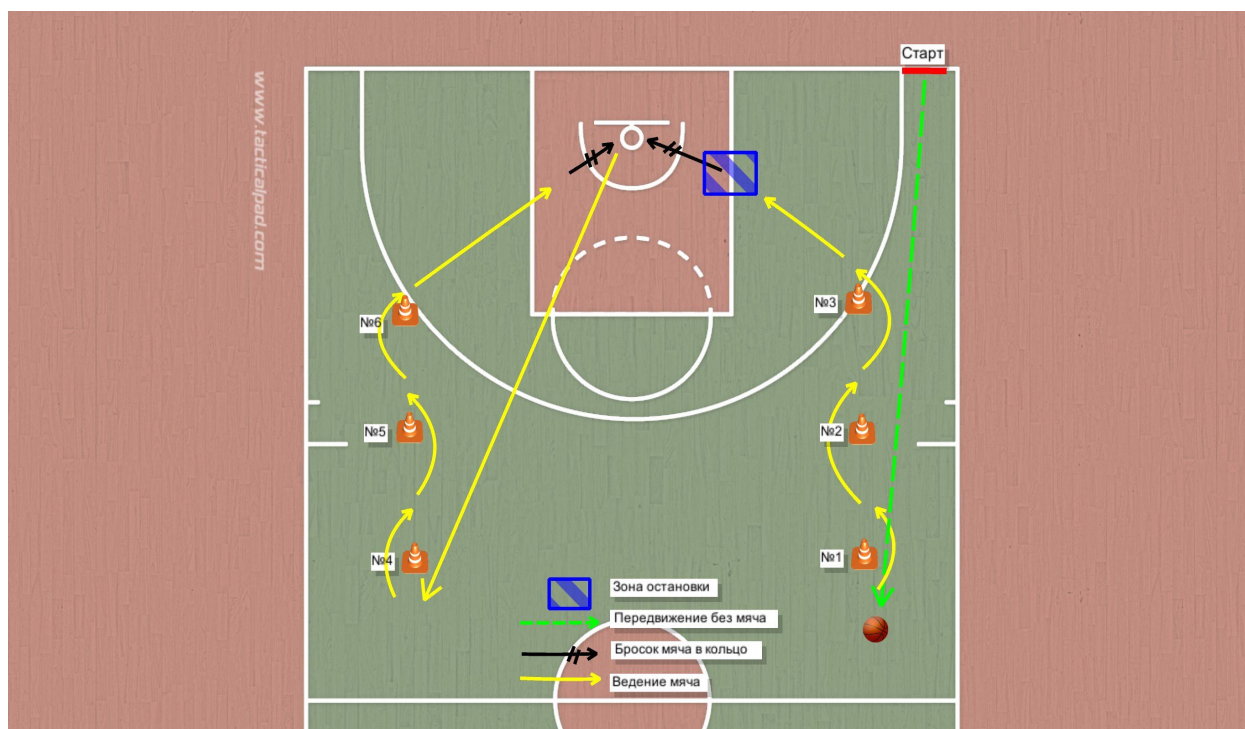 Старт
www.tacticalpad.com
№3
№6
№2
№5
№1
№4
Зона остановки
Передвижение без мяча
Бросок мяча в кольцо
Ведение мяча